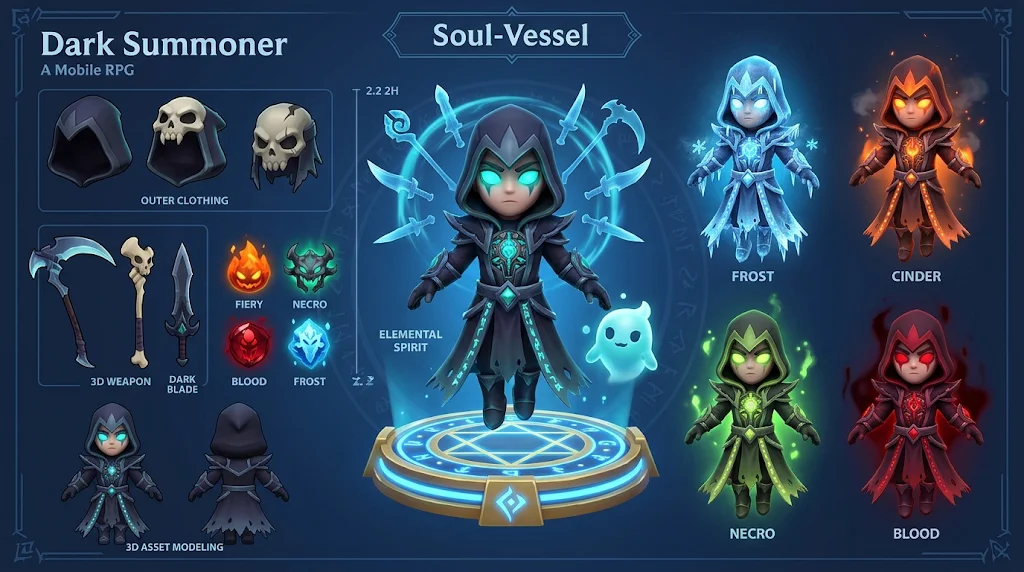 Dark Summoner
A Mobile RPG
Soul-Vessel
2.2 2H
OUTER CLOTHING
FIERY
NECRO
BLOOD
FROST
3D WEAPON
DARK
BLADE
ELEMENTAL
SPIRIT
3D ASSET MODELING
FROST
CINDER
NECRO
BLOOD